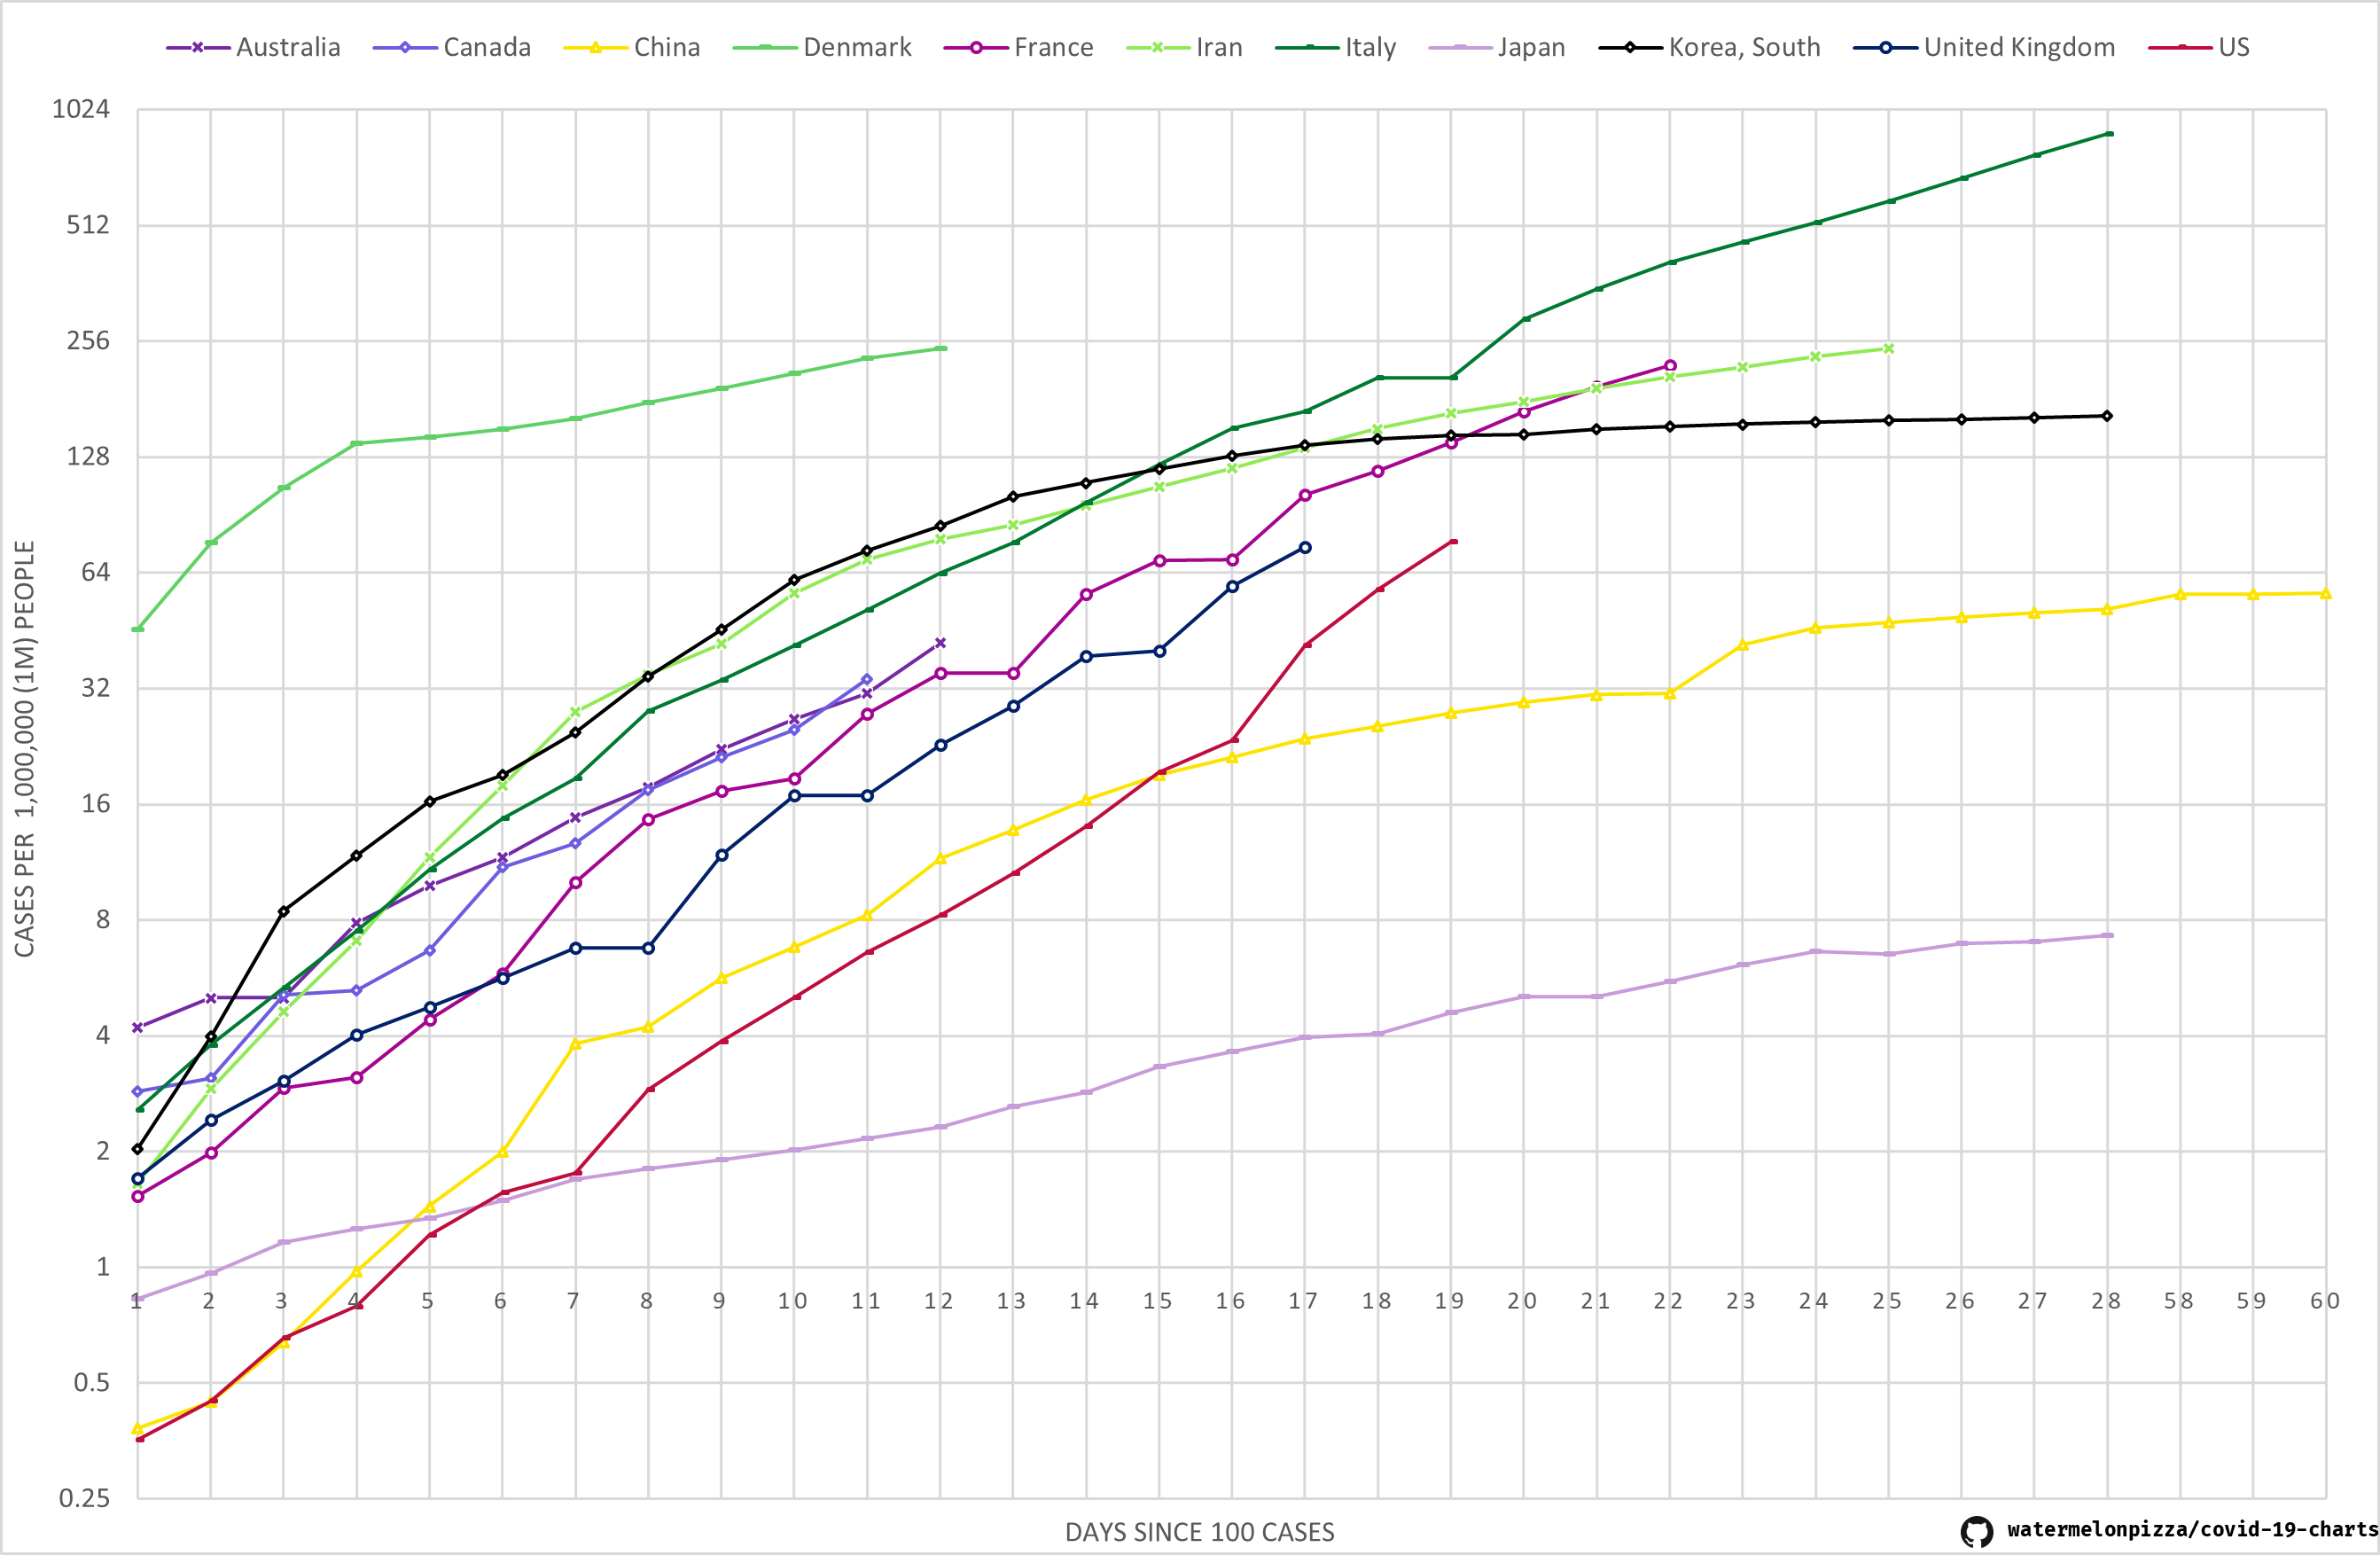 Australia Canada China Denmark France Iran Italy Japan Korea, South United Kingdom US
1024
512
256
128
64
32
16
8
4
2
1
0.5
0.25
CASES PER 1,000,000 (1M) PEOPLE
1 2 3 4 5 6 7 8 9 10 11 12 13 14 15 16 17 18 19 20 21 22 23 24 25 26 27 28 58 59 60
DAYS SINCE 100 CASES
watermelonpizza/covid-19-charts